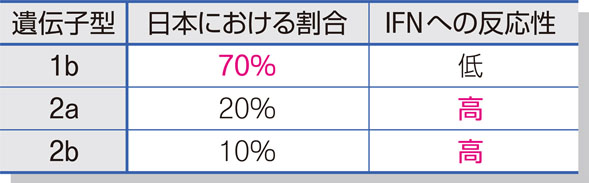 遺伝子型 日本における割合 IFNへの反応性
1b 70% 低
2a 20% 高
2b 10% 高